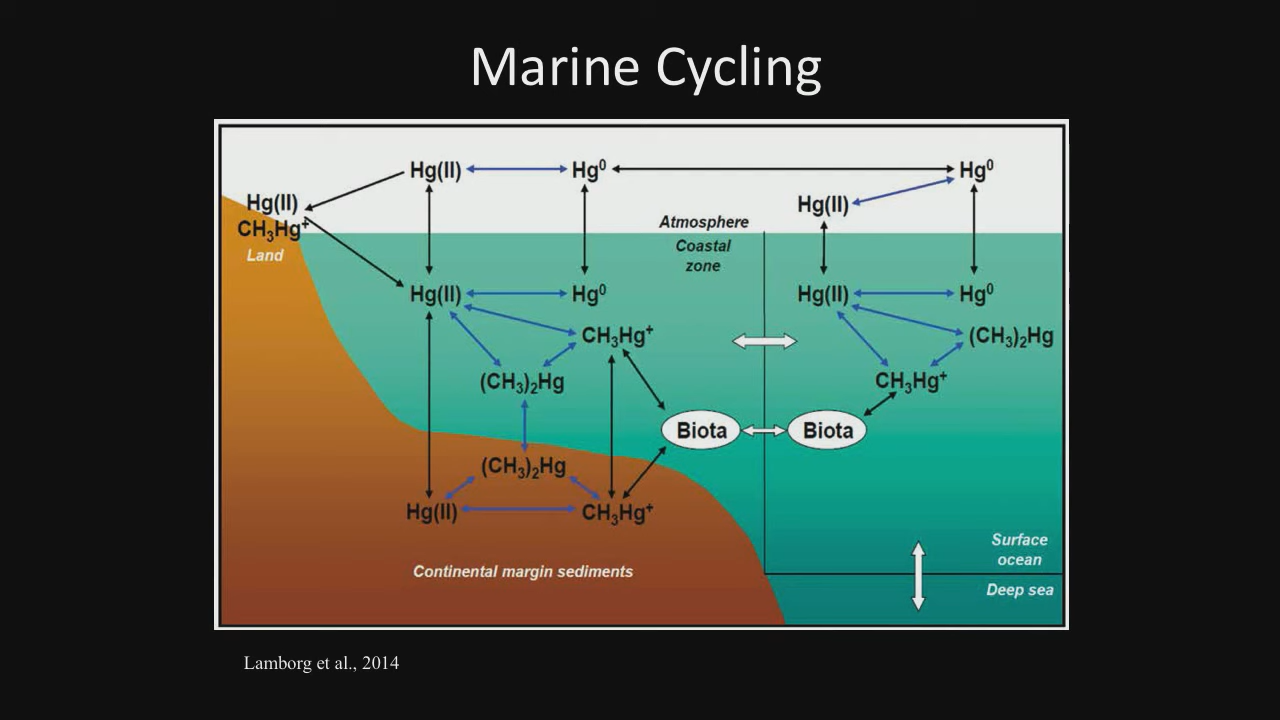 Marine Cycling
Hg(II)
Hg⁰
Hg⁰
Hg(II)
CH₃Hg⁺
Land
Hg(II)
Atmosphere
Coastal
zone
Hg(II)
Hg⁰
Hg(II)
Hg⁰
CH₃Hg⁺
(CH₃)₂Hg
(CH₃)₂Hg
CH₃Hg⁺
Biota
Biota
(CH₃)₂Hg
Hg(II)
CH₃Hg⁺
Surface
ocean
Continental margin sediments
Deep sea
Lamborg et al., 2014